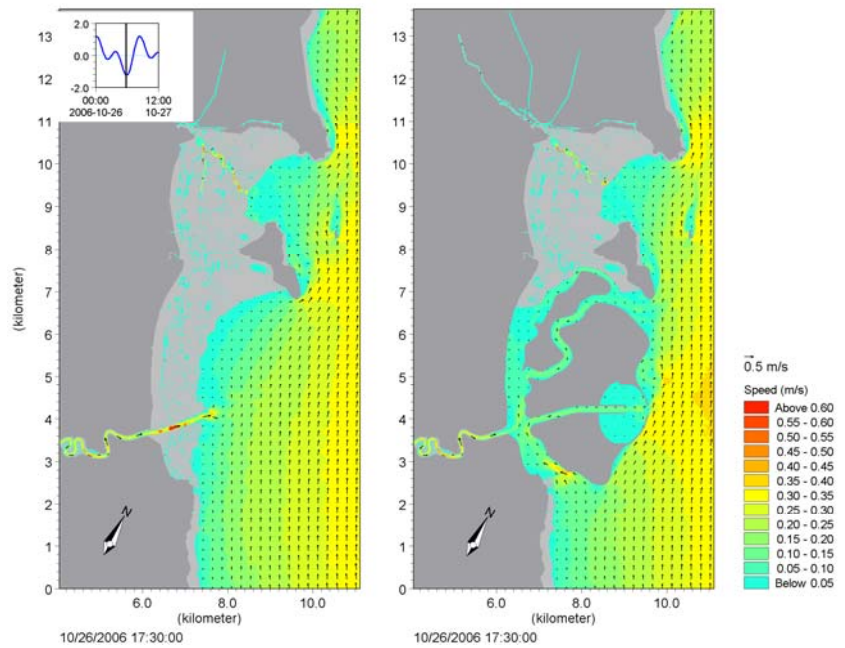 2.0
0.0
-2.0
00:00 12:00
2006-10-26 10-27
13
12
11
10
9
8
7
6
5
4
3
2
1
0
(kilometer)
N
6.0 8.0 10.0
(kilometer)
10/26/2006 17:30:00
13
12
11
10
9
8
7
6
5
4
3
2
1
0
N
6.0 8.0 10.0
(kilometer)
10/26/2006 17:30:00
0.5 m/s
Speed (m/s)
Above 0.60
0.55 - 0.60
0.50 - 0.55
0.45 - 0.50
0.40 - 0.45
0.35 - 0.40
0.30 - 0.35
0.25 - 0.30
0.20 - 0.25
0.15 - 0.20
0.10 - 0.15
0.05 - 0.10
Below 0.05